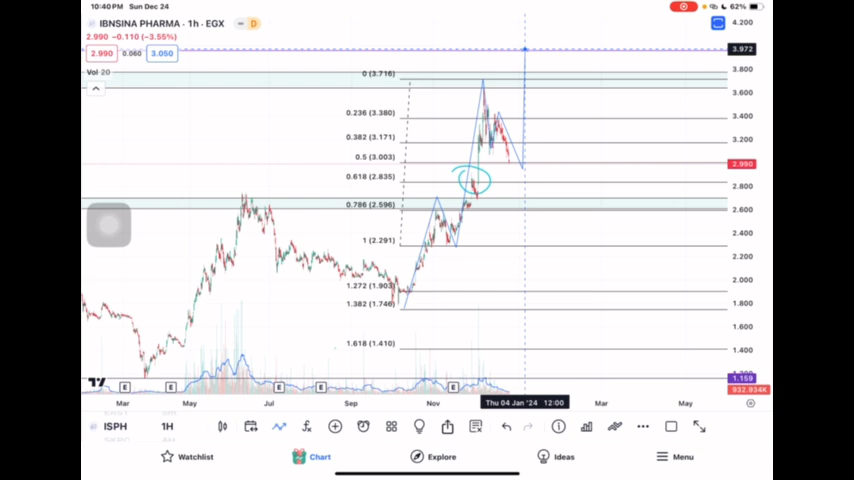 10:40 PM Sun Dec 24
62%
IBNSINA PHARMA · 1h · EGX
D
4.200
2.990 -0.110 (-3.55%)
2.990 0.060 3.050
3.972
Vol 20
0 (3.716)
3.800
3.600
0.236 (3.380)
3.400
0.382 (3.171)
3.200
0.5 (3.003)
2.990
0.618 (2.835)
2.800
0.786 (2.596)
2.600
2.400
1 (2.291)
2.200
2.000
1.272 (1.903)
1.382 (1.746)
1.800
1.600
1.618 (1.410)
1.400
1.159
E E E E E
932.934K
Mar May Jul Sep Nov Thu 04 Jan '24 12:00 Mar May
ISPH 1H
Watchlist Chart Explore Ideas Menu